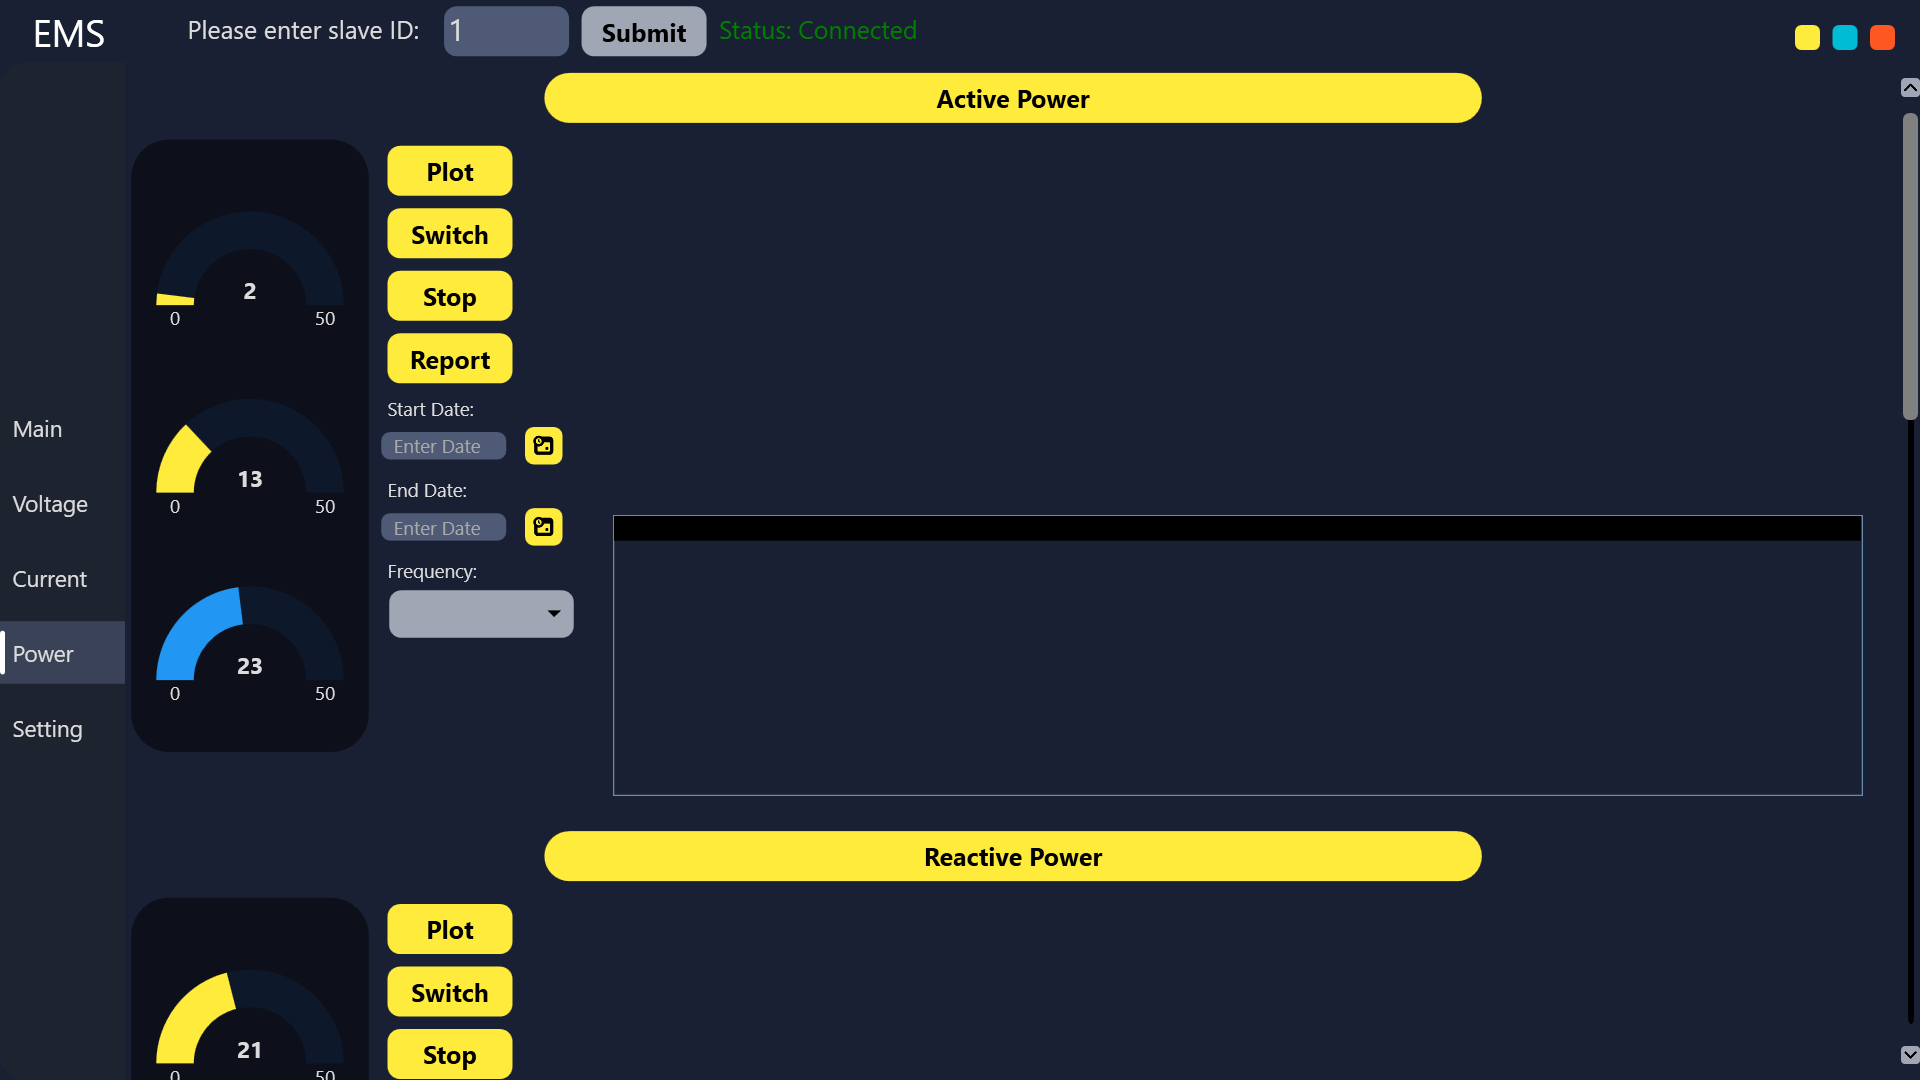 EMS
Please enter slave ID:
1
Submit
Status: Connected
Active Power
Main
Voltage
Current
Power
Setting
2
0
50
13
0
50
23
0
50
Plot
Switch
Stop
Report
Start Date:
Enter Date
End Date:
Enter Date
Frequency:
Reactive Power
21
0
50
Plot
Switch
Stop